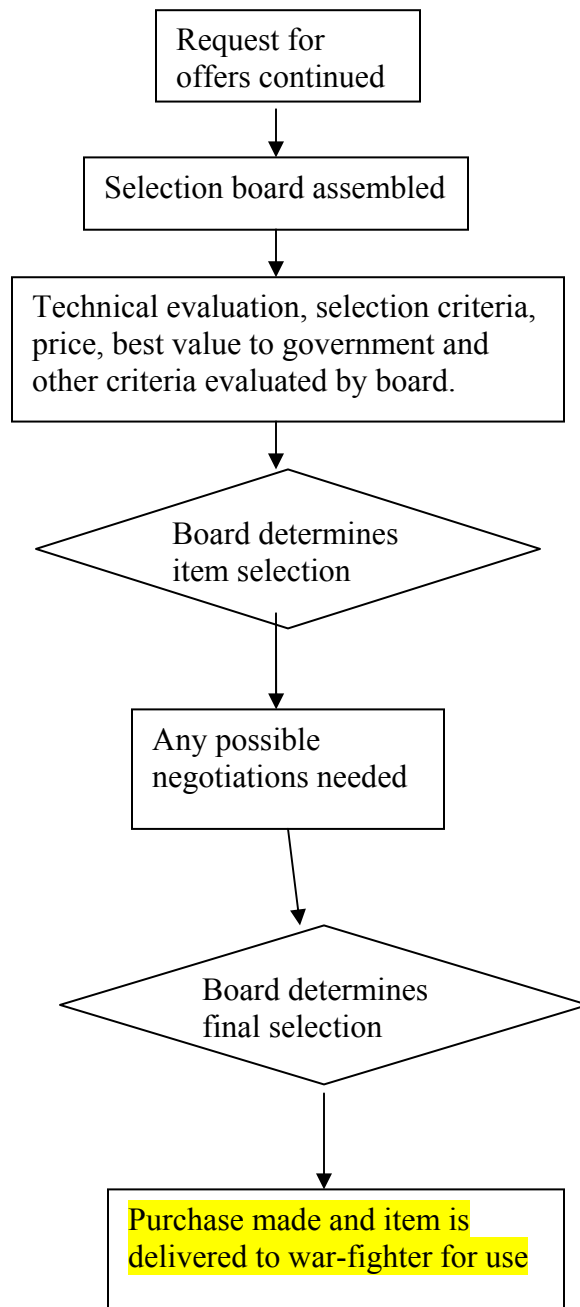 Request for
offers continued
Selection board assembled
Technical evaluation, selection criteria,
price, best value to government and
other criteria evaluated by board.
Board determines
item selection
Any possible
negotiations needed
Board determines
final selection
Purchase made and item is
delivered to war-fighter for use